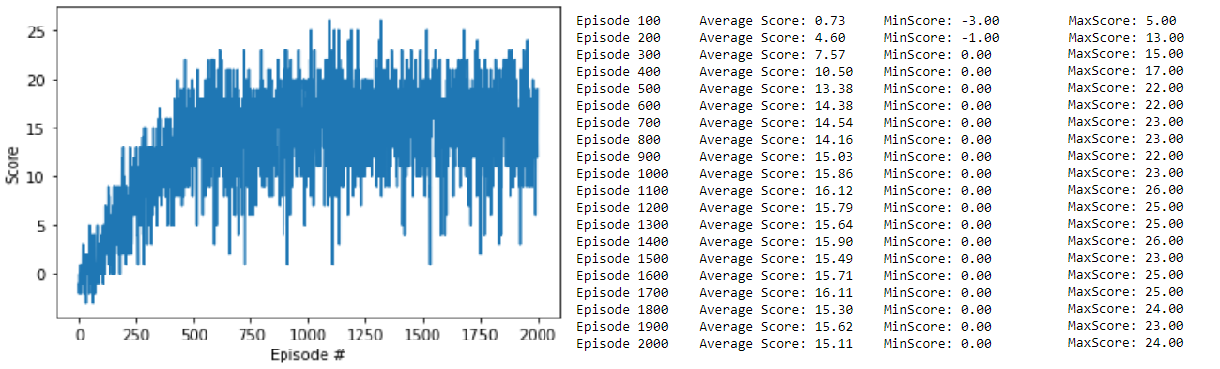 25
20
15
10
5
0
Score
0 250 500 750 1000 1250 1500 1750 2000
Episode #
Episode 100 Average Score: 0.73 MinScore: -3.00 MaxScore: 5.00
Episode 200 Average Score: 4.60 MinScore: -1.00 MaxScore: 13.00
Episode 300 Average Score: 7.57 MinScore: 0.00 MaxScore: 15.00
Episode 400 Average Score: 10.50 MinScore: 0.00 MaxScore: 17.00
Episode 500 Average Score: 13.38 MinScore: 0.00 MaxScore: 22.00
Episode 600 Average Score: 14.38 MinScore: 0.00 MaxScore: 22.00
Episode 700 Average Score: 14.54 MinScore: 0.00 MaxScore: 23.00
Episode 800 Average Score: 14.16 MinScore: 0.00 MaxScore: 23.00
Episode 900 Average Score: 15.03 MinScore: 0.00 MaxScore: 22.00
Episode 1000 Average Score: 15.86 MinScore: 0.00 MaxScore: 23.00
Episode 1100 Average Score: 16.12 MinScore: 0.00 MaxScore: 26.00
Episode 1200 Average Score: 15.79 MinScore: 0.00 MaxScore: 25.00
Episode 1300 Average Score: 15.64 MinScore: 0.00 MaxScore: 25.00
Episode 1400 Average Score: 15.90 MinScore: 0.00 MaxScore: 26.00
Episode 1500 Average Score: 15.49 MinScore: 0.00 MaxScore: 23.00
Episode 1600 Average Score: 15.71 MinScore: 0.00 MaxScore: 25.00
Episode 1700 Average Score: 16.11 MinScore: 0.00 MaxScore: 25.00
Episode 1800 Average Score: 15.30 MinScore: 0.00 MaxScore: 24.00
Episode 1900 Average Score: 15.62 MinScore: 0.00 MaxScore: 23.00
Episode 2000 Average Score: 15.11 MinScore: 0.00 MaxScore: 24.00